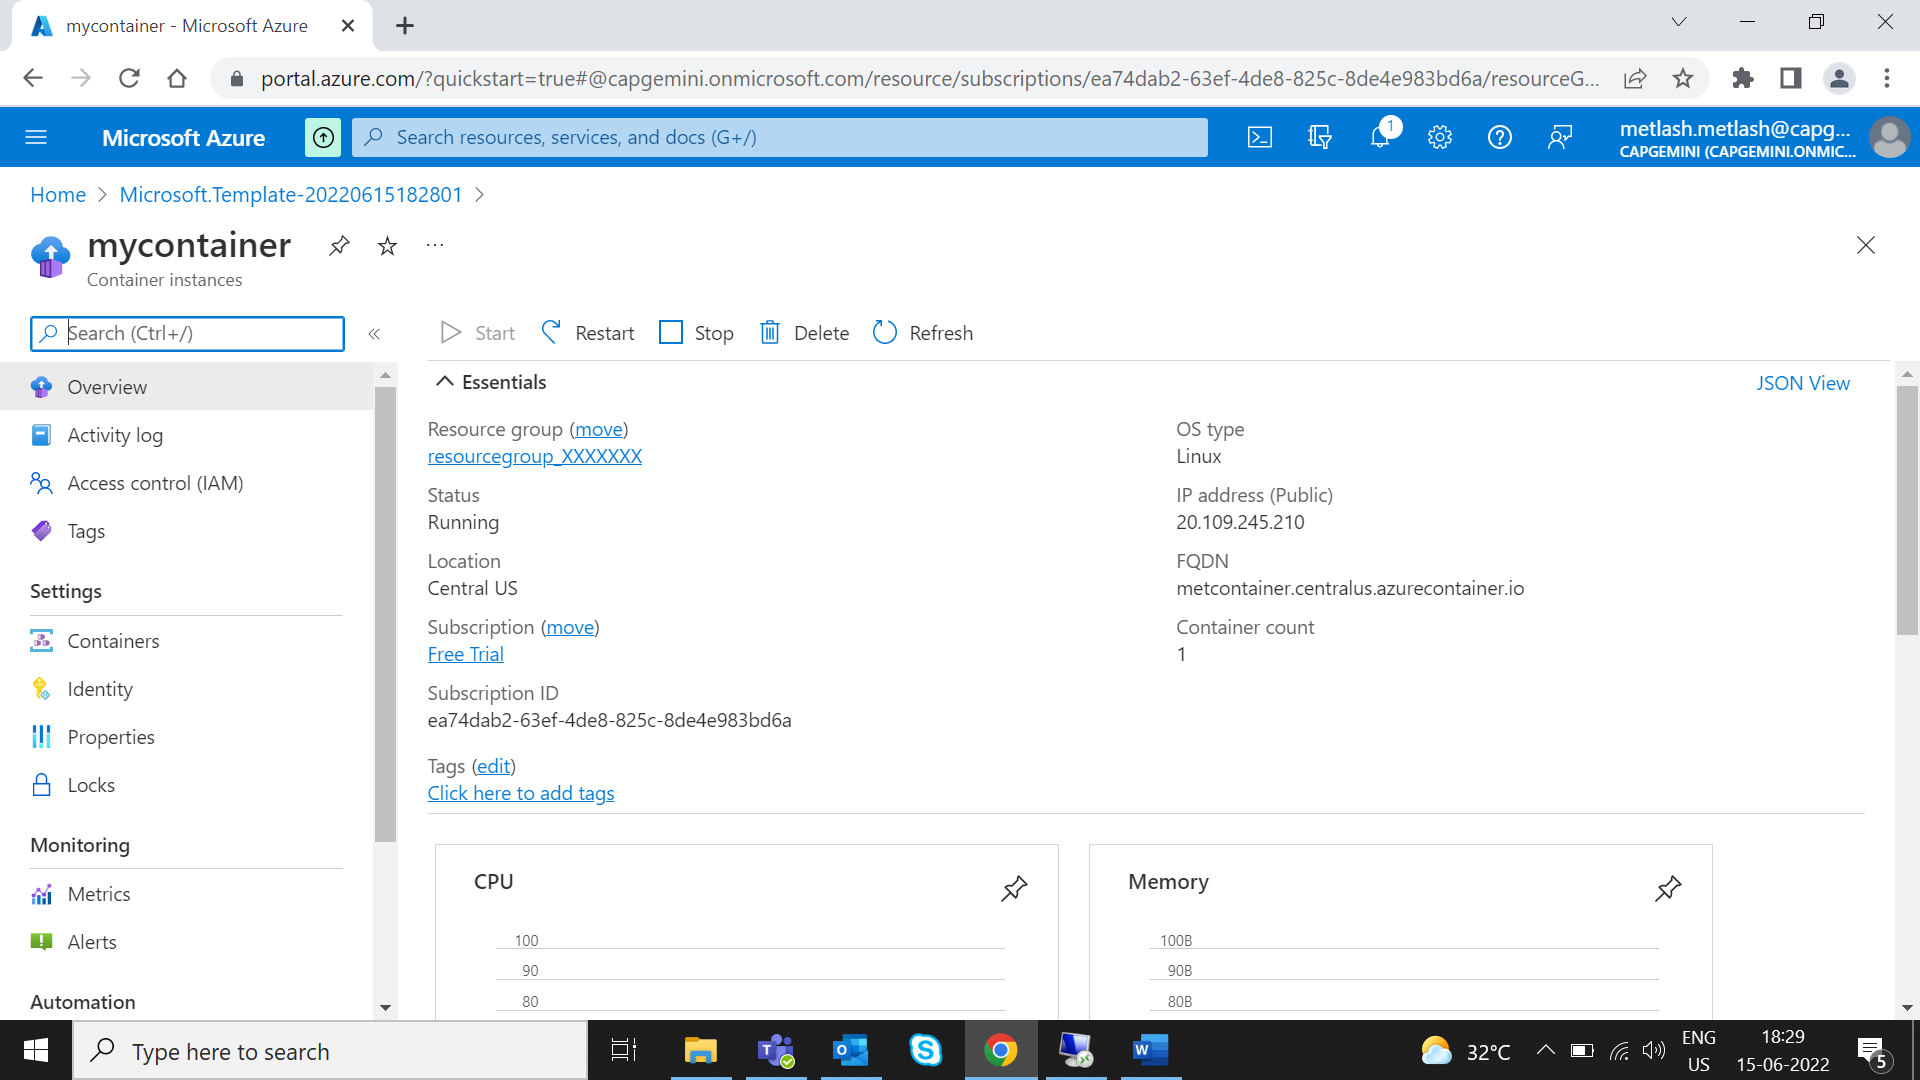 mycontainer - Microsoft Azure
portal.azure.com/?quickstart=true#@capgemini.onmicrosoft.com/resource/subscriptions/ea74dab2-63ef-4de8-825c-8de4e983bd6a/resourceG...
Microsoft Azure
Search resources, services, and docs (G+/)
1
metlash.metlash@capg...
CAPGEMINI (CAPGEMINI.ONMIC...
Home > Microsoft.Template-20220615182801 >
mycontainer
...
Container instances
Search (Ctrl+/)
«
Start
Restart
Stop
Delete
Refresh
Overview
Activity log
Access control (IAM)
Tags
Settings
Containers
Identity
Properties
Locks
Monitoring
Metrics
Alerts
Automation
Essentials
JSON View
Resource group (move)
resourcegroup_XXXXXXX
Status
Running
Location
Central US
Subscription (move)
Free Trial
Subscription ID
ea74dab2-63ef-4de8-825c-8de4e983bd6a
Tags (edit)
Click here to add tags
OS type
Linux
IP address (Public)
20.109.245.210
FQDN
metcontainer.centralus.azurecontainer.io
Container count
1
CPU
100
90
80
Memory
100B
90B
80B
Type here to search
32°C
ENG
US
18:29
15-06-2022
5